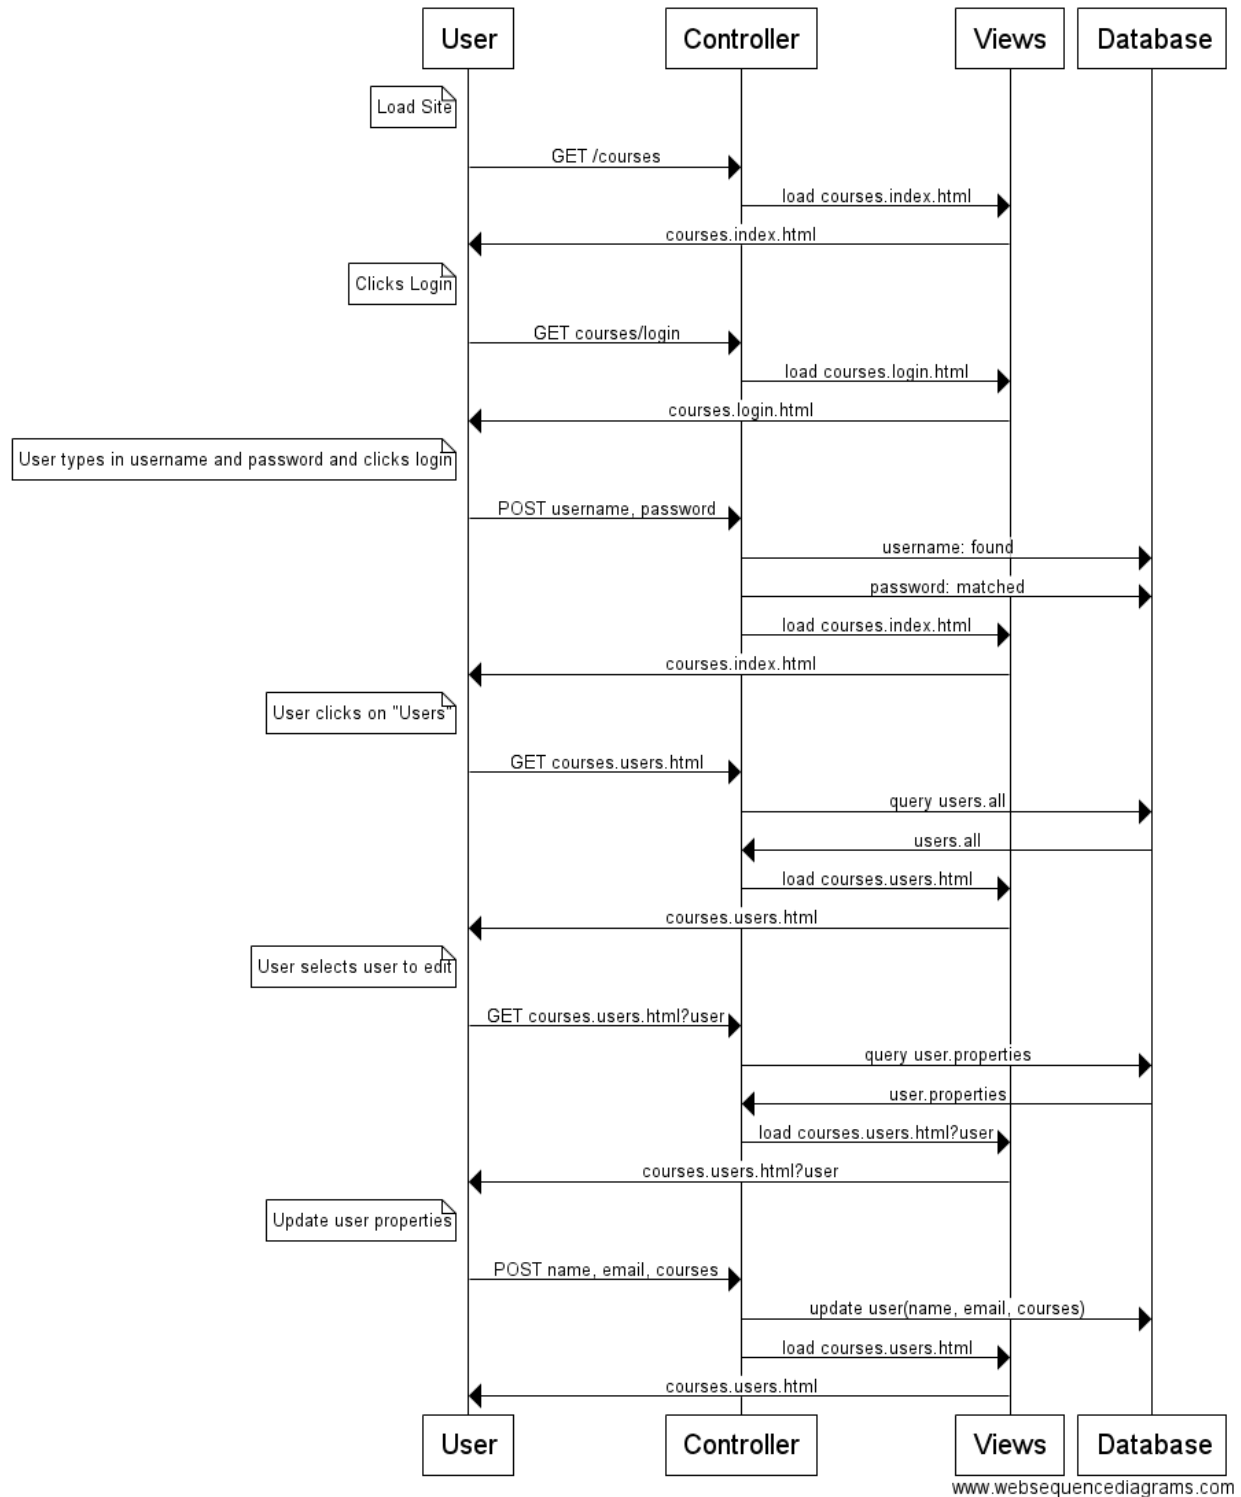 User Controller Views Database
Load Site
GET /courses
load courses.index.html
courses.index.html
Clicks Login
GET courses/login
load courses.login.html
courses.login.html
User types in username and password and clicks login
POST username, password
username: found
password: matched
load courses.index.html
courses.index.html
User clicks on "Users"
GET courses.users.html
query users.all
users.all
load courses.users.html
courses.users.html
User selects user to edit
GET courses.users.html?user
query user.properties
user.properties
load courses.users.html?user
courses.users.html?user
Update user properties
POST name, email, courses
update user(name, email, courses)
load courses.users.html
courses.users.html
User Controller Views Database
www.websequencediagrams.com